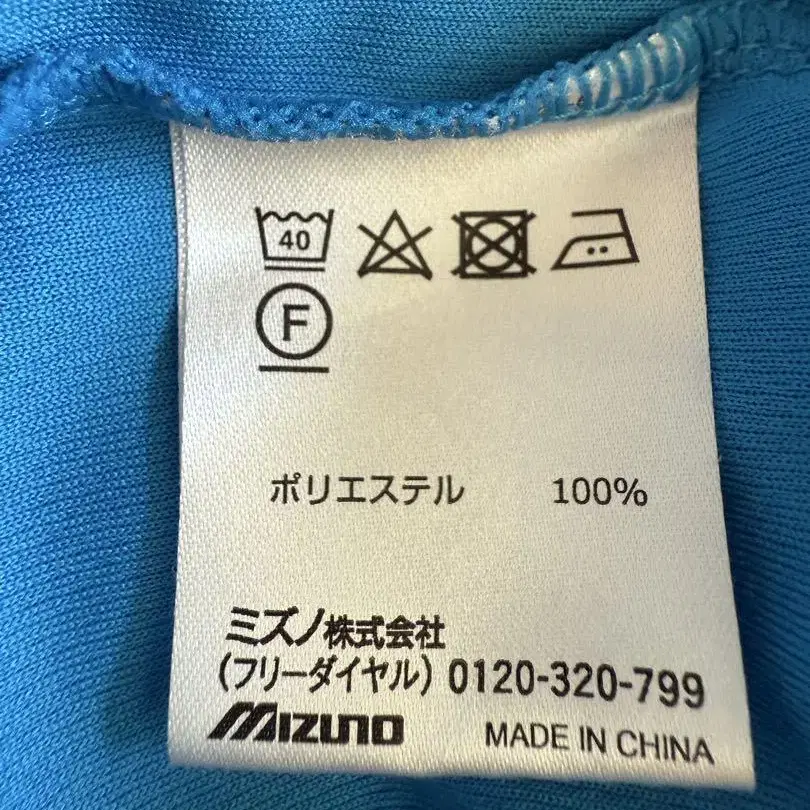 40
F
ポリエステル 100%
ミズノ株式会社
(フリーダイヤル) 0120-320-799
MIZUNO MADE IN CHINA